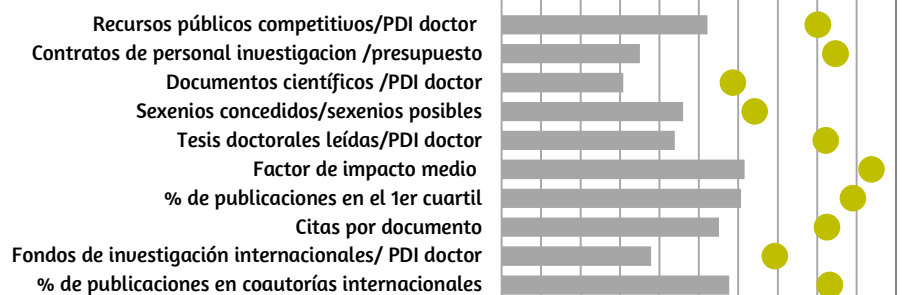 Recursos públicos competitivos/PDI doctor
Contratos de personal investigacion /presupuesto
Documentos científicos /PDI doctor
Sexenios concedidos/sexenios posibles
Tesis doctorales leídas/PDI doctor
Factor de impacto medio
% de publicaciones en el 1er cuartil
Citas por documento
Fondos de investigación internacionales/ PDI doctor
% de publicaciones en coautorías internacionales